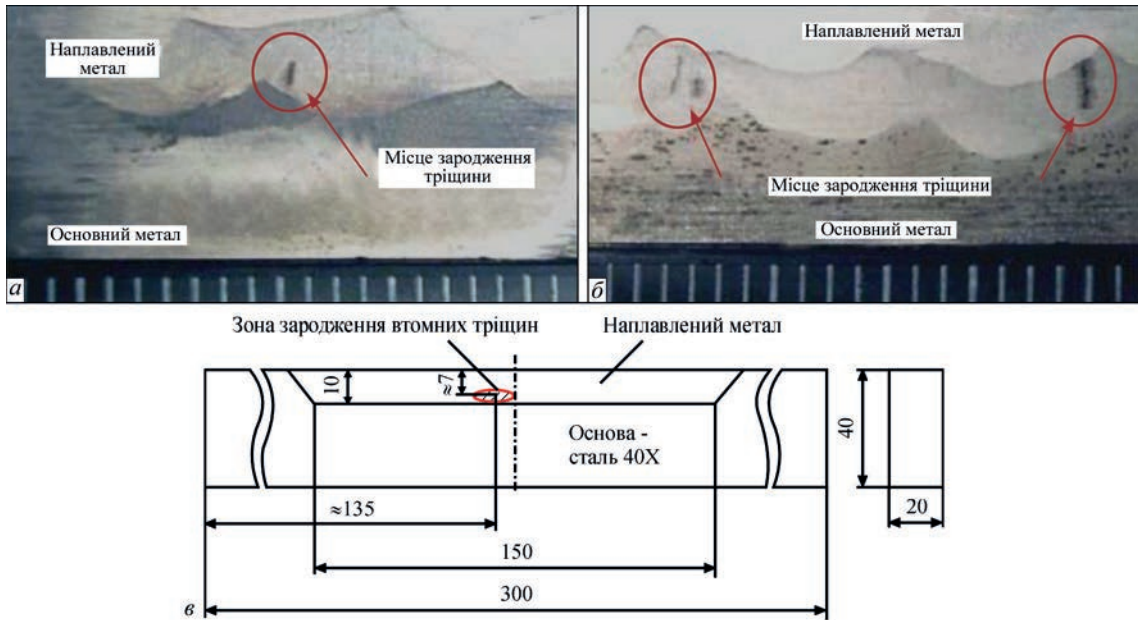 Наплавлений
метал
Місце зародження
тріщини
Основний метал
а
Наплавлений метал
Місце зародження тріщини
Основний метал
б
Зона зародження втомних тріщин
Наплавлений метал
10
≈7
Основа -
сталь 40Х
40
20
≈135
150
300
в